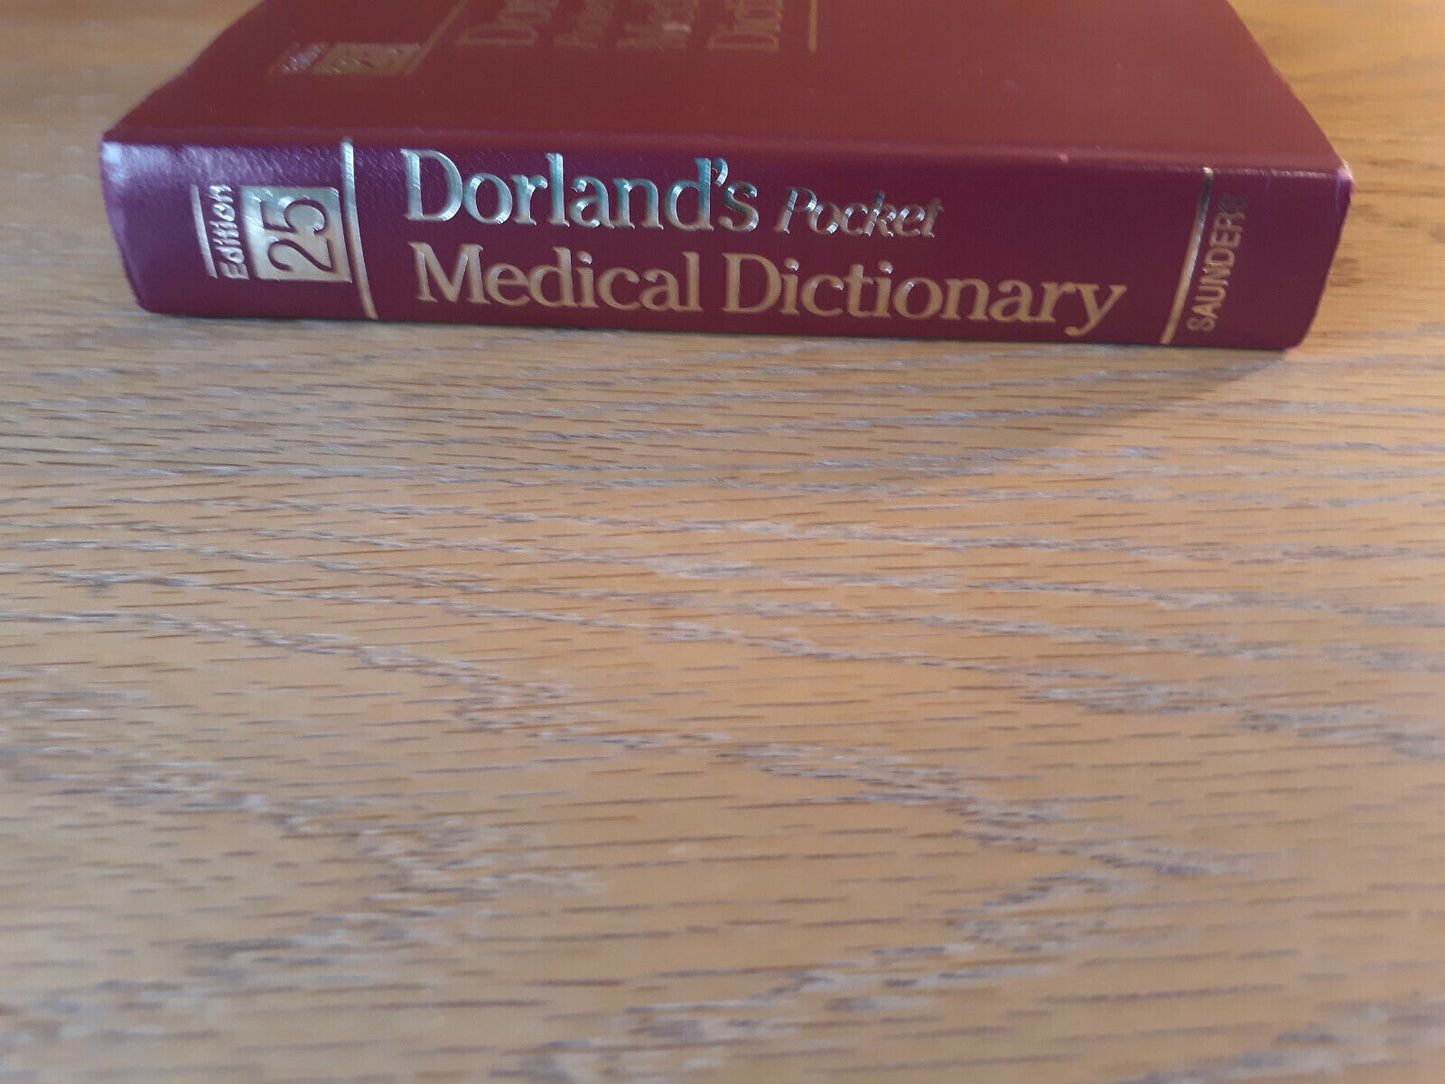 Edition
25
Dorland's Pocket
Medical Dictionary
SAUNDERS